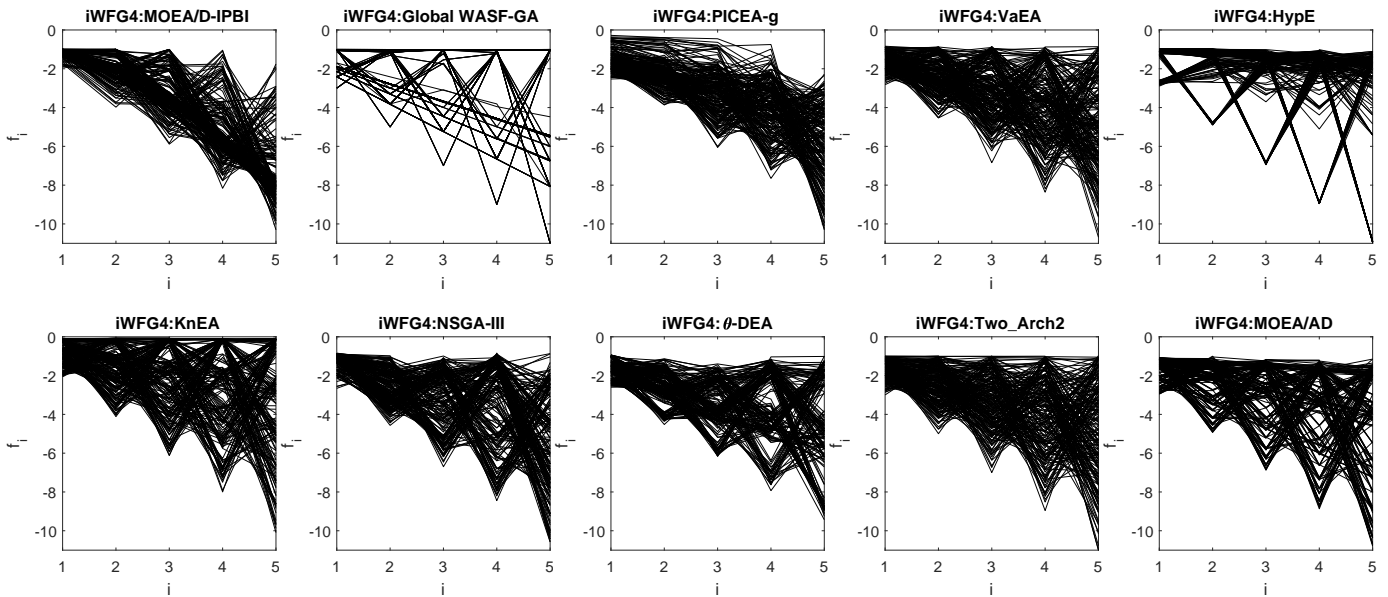 iWFG4:MOEA/D-IPBI
0
-2
-4
-6
-8
-10
f_i
1 2 3 4 5
i
iWFG4:Global WASF-GA
0
-2
-4
-6
-8
-10
f_i
1 2 3 4 5
i
iWFG4:PICEA-g
0
-2
-4
-6
-8
-10
f_i
1 2 3 4 5
i
iWFG4:VaEA
0
-2
-4
-6
-8
-10
f_i
1 2 3 4 5
i
iWFG4:HypE
0
-2
-4
-6
-8
-10
f_i
1 2 3 4 5
i
iWFG4:KnEA
0
-2
-4
-6
-8
-10
f_i
1 2 3 4 5
i
iWFG4:NSGA-III
0
-2
-4
-6
-8
-10
f_i
1 2 3 4 5
i
iWFG4:θ-DEA
0
-2
-4
-6
-8
-10
f_i
1 2 3 4 5
i
iWFG4:Two_Arch2
0
-2
-4
-6
-8
-10
f_i
1 2 3 4 5
i
iWFG4:MOEA/AD
0
-2
-4
-6
-8
-10
f_i
1 2 3 4 5
i